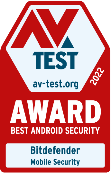 AV
TEST
av-test.org
2022
AWARD
BEST ANDROID SECURITY
Bitdefender
Mobile Security